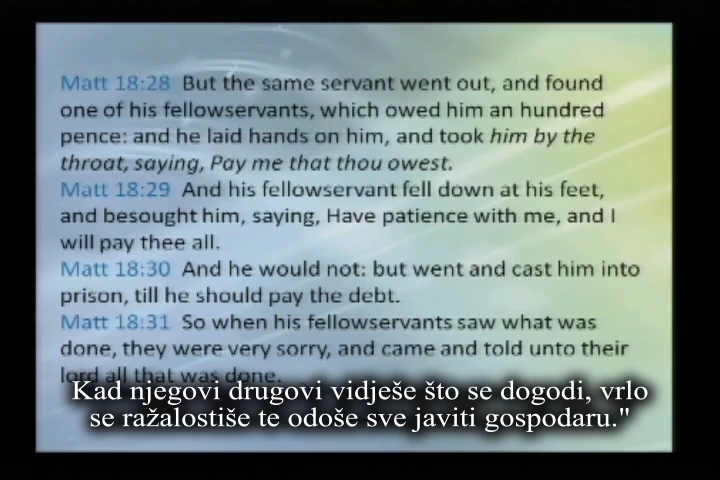 Matt 18:28 But the same servant went out, and found
one of his fellowservants, which owed him an hundred
pence: and he laid hands on him, and took him by the
throat, saying, Pay me that thou owest.
Matt 18:29 And his fellowservant fell down at his feet,
and besought him, saying, Have patience with me, and I
will pay thee all.
Matt 18:30 And he would not: but went and cast him into
prison, till he should pay the debt.
Matt 18:31 So when his fellowservants saw what was
done, they were very sorry, and came and told unto their
lord all that was done.
Kad njegovi drugovi vidješe što se dogodi, vrlo
se ražalostiše te odoše sve javiti gospodaru."